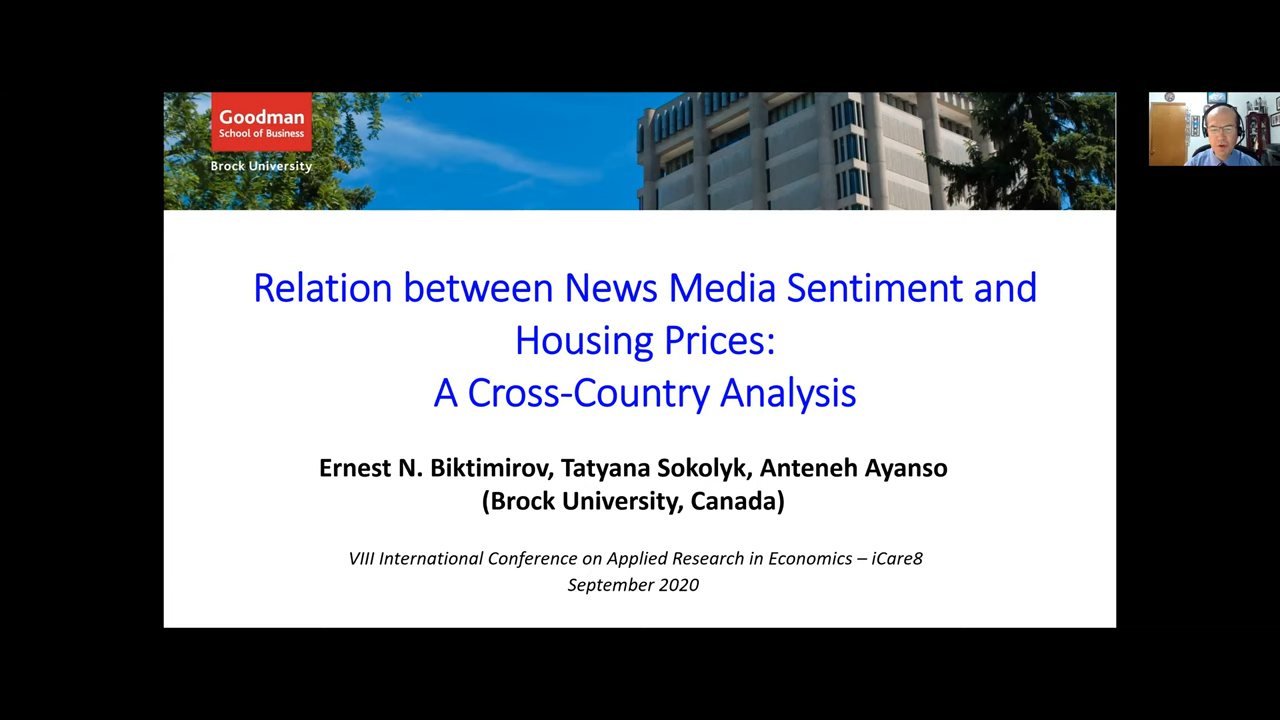 Goodman
School of Business
Brock University
Relation between News Media Sentiment and
Housing Prices:
A Cross-Country Analysis
Ernest N. Biktimirov, Tatyana Sokolyk, Anteneh Ayanso
(Brock University, Canada)
VIII International Conference on Applied Research in Economics – iCare8
September 2020